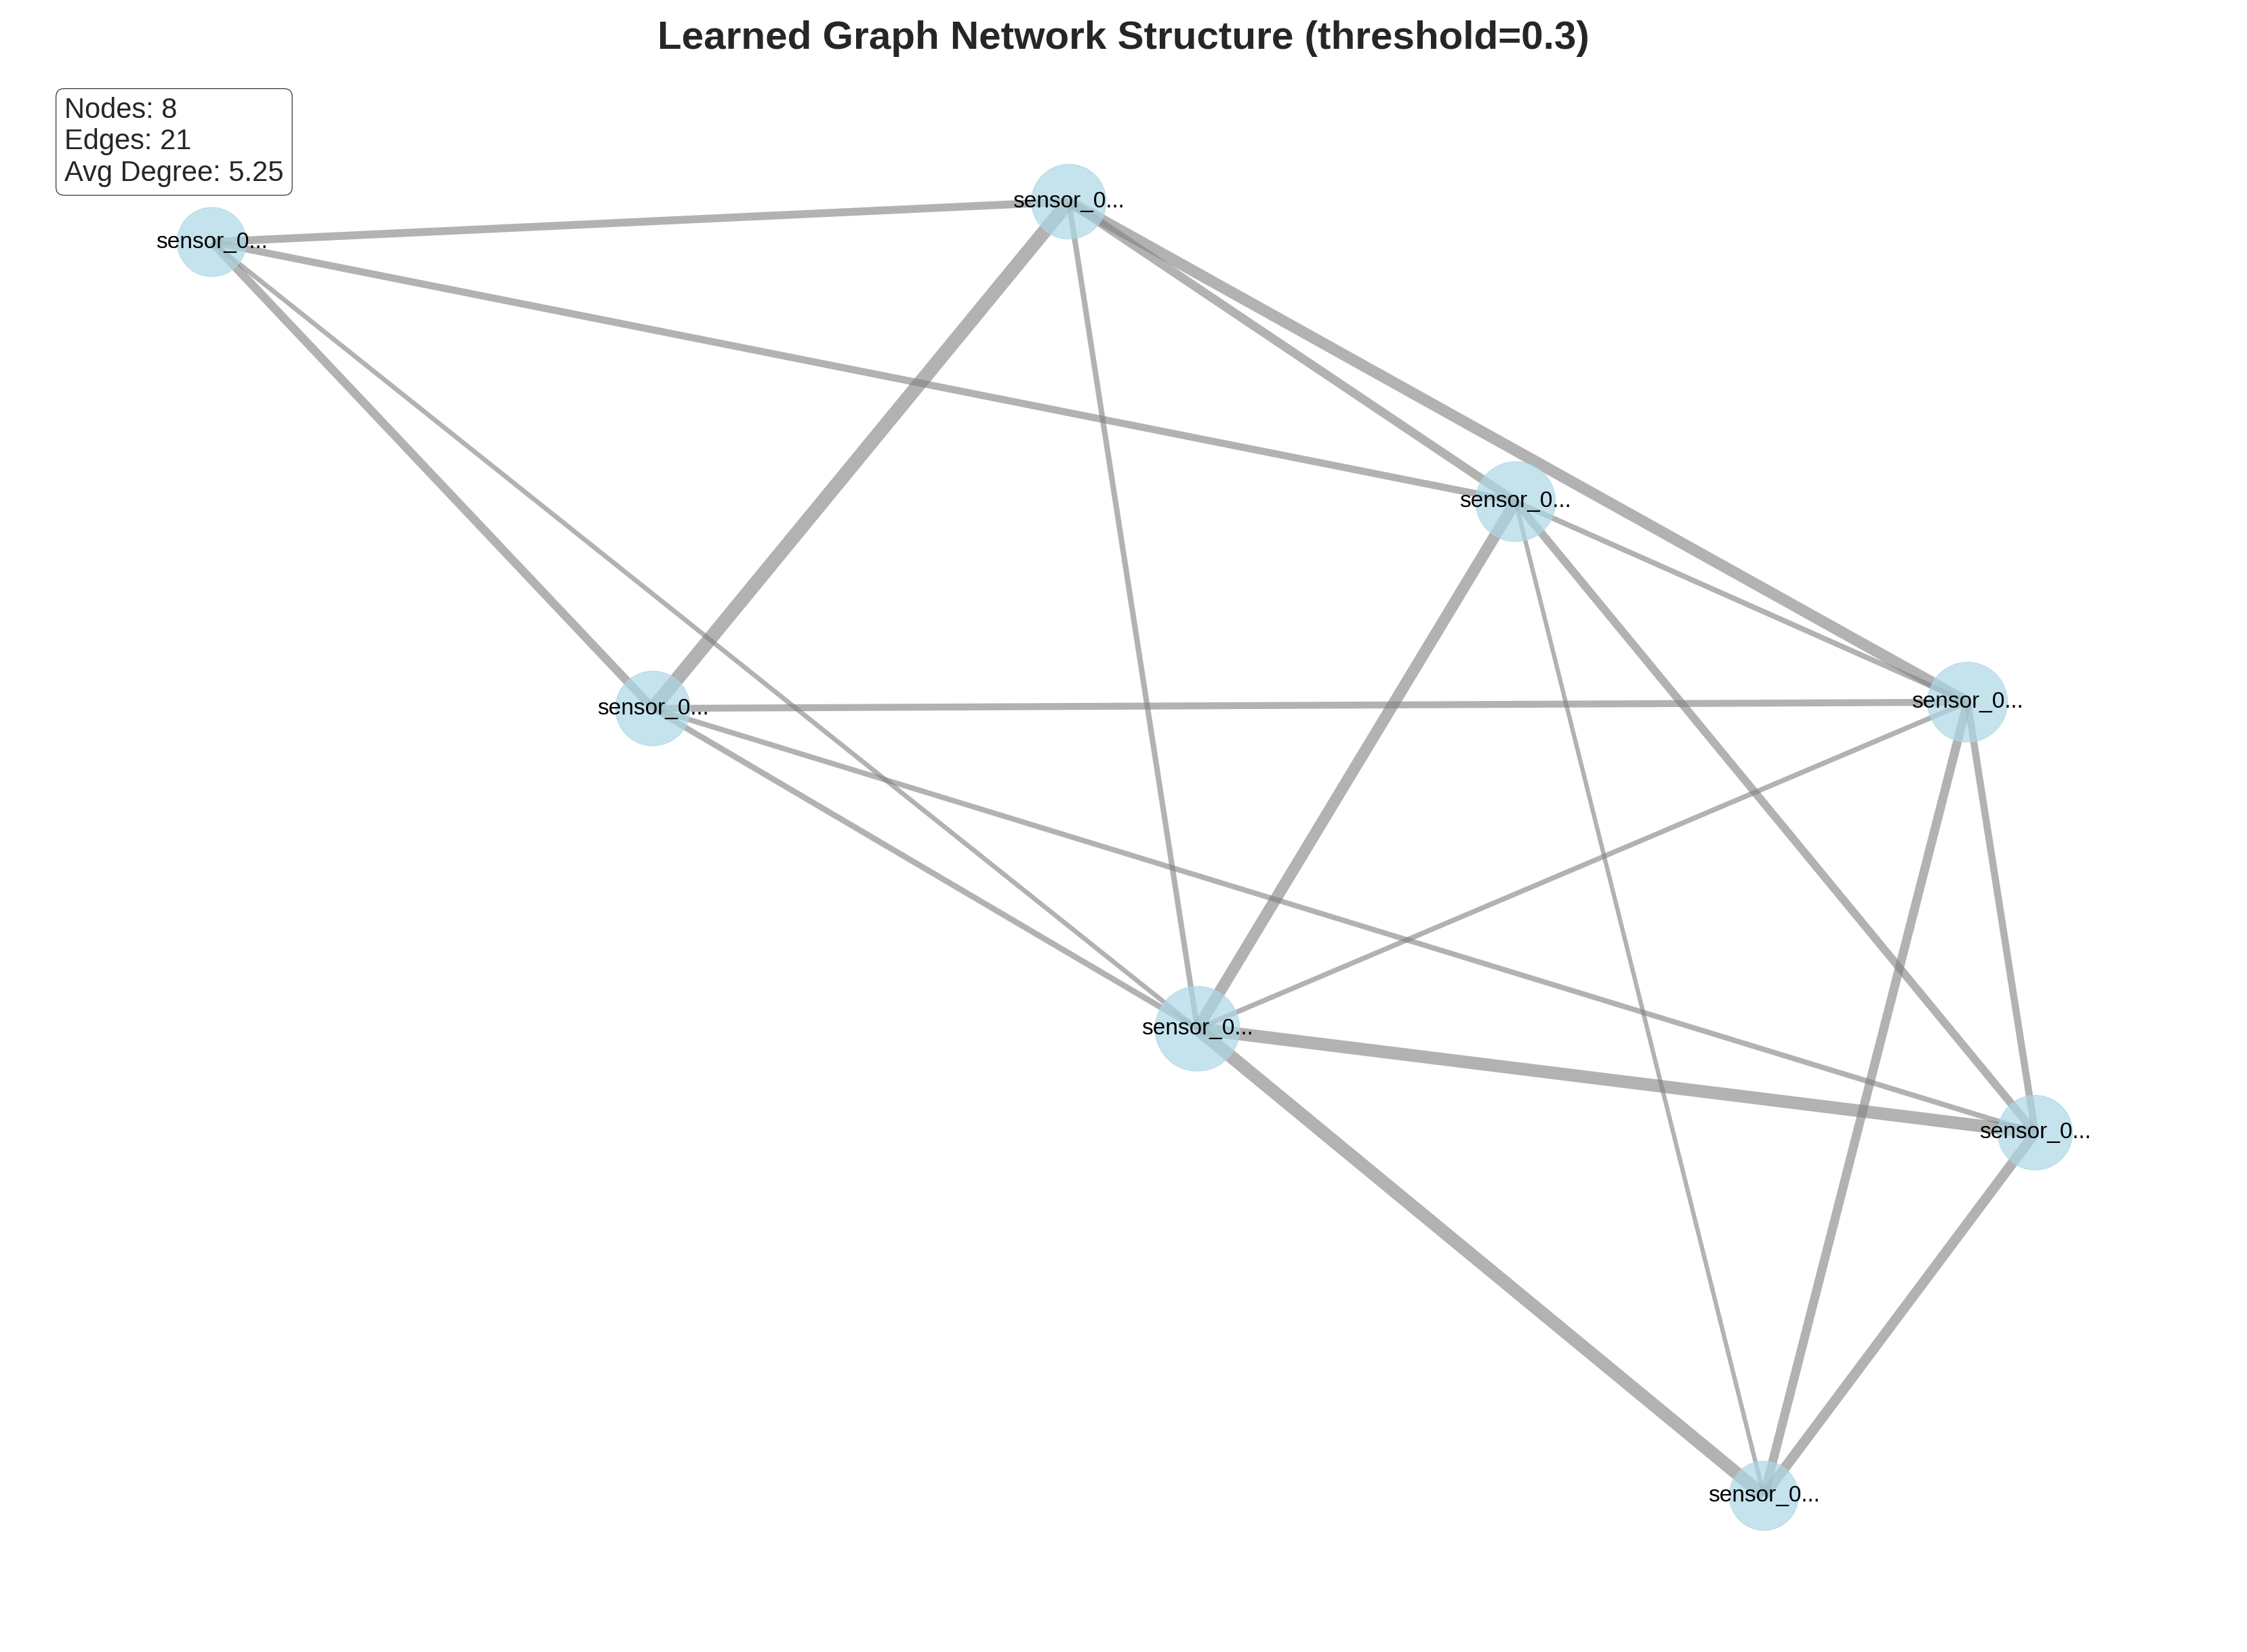 Learned Graph Network Structure (threshold=0.3)
Nodes: 8
Edges: 21
Avg Degree: 5.25
sensor_0...
sensor_0...
sensor_0...
sensor_0...
sensor_0...
sensor_0...
sensor_0...
sensor_0...